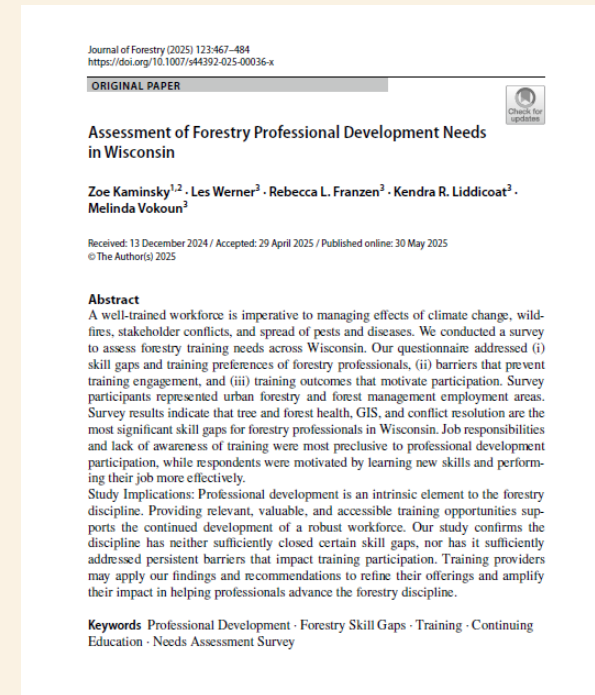 Journal of Forestry (2025) 123:467–484
https://doi.org/10.1007/s44392-025-00036-x
ORIGINAL PAPER
Check for
updates
Assessment of Forestry Professional Development Needs
in Wisconsin
Zoe Kaminsky1,2 · Les Werner3 · Rebecca L. Franzen3 · Kendra R. Liddicoat3 ·
Melinda Vokoun3
Received: 13 December 2024 / Accepted: 29 April 2025 / Published online: 30 May 2025
© The Author(s) 2025
Abstract
A well-trained workforce is imperative to managing effects of climate change, wild-
fires, stakeholder conflicts, and spread of pests and diseases. We conducted a survey
to assess forestry training needs across Wisconsin. Our questionnaire addressed (i)
skill gaps and training preferences of forestry professionals, (ii) barriers that prevent
training engagement, and (iii) training outcomes that motivate participation. Survey
participants represented urban forestry and forest management employment areas.
Survey results indicate that tree and forest health, GIS, and conflict resolution are the
most significant skill gaps for forestry professionals in Wisconsin. Job responsibilities
and lack of awareness of training were most preclusive to professional development
participation, while respondents were motivated by learning new skills and perform-
ing their job more effectively.
Study Implications: Professional development is an intrinsic element to the forestry
discipline. Providing relevant, valuable, and accessible training opportunities sup-
ports the continued development of a robust workforce. Our study confirms the
discipline has neither sufficiently closed certain skill gaps, nor has it sufficiently
addressed persistent barriers that impact training participation. Training providers
may apply our findings and recommendations to refine their offerings and amplify
their impact in helping professionals advance the forestry discipline.
Keywords Professional Development · Forestry Skill Gaps · Training · Continuing
Education · Needs Assessment Survey